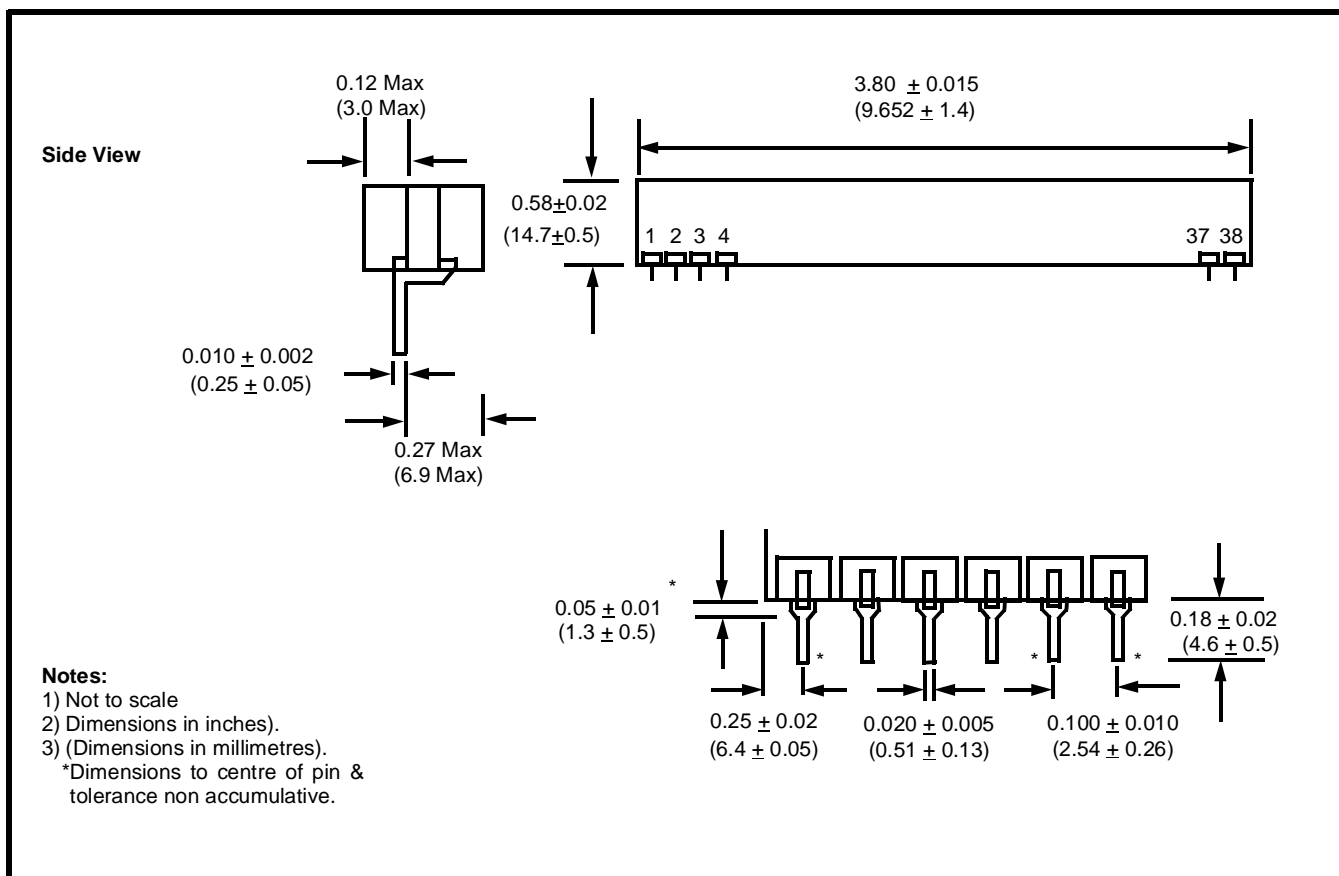 0.12 Max
(3.0 Max)
3.80 ± 0.015
(9.652 ± 1.4)
Side View
0.58±0.02
(14.7±0.5)
1 2 3 4
37 38
0.010 ± 0.002
(0.25 ± 0.05)
0.27 Max
(6.9 Max)
*
0.05 ± 0.01
(1.3 ± 0.5)
0.18 ± 0.02
(4.6 ± 0.5)
* * *
0.25 ± 0.02
(6.4 ± 0.05)
0.020 ± 0.005
(0.51 ± 0.13)
0.100 ± 0.010
(2.54 ± 0.26)
Notes:
1) Not to scale
2) Dimensions in inches).
3) (Dimensions in millimetres).
*Dimensions to centre of pin &
tolerance non accumulative.